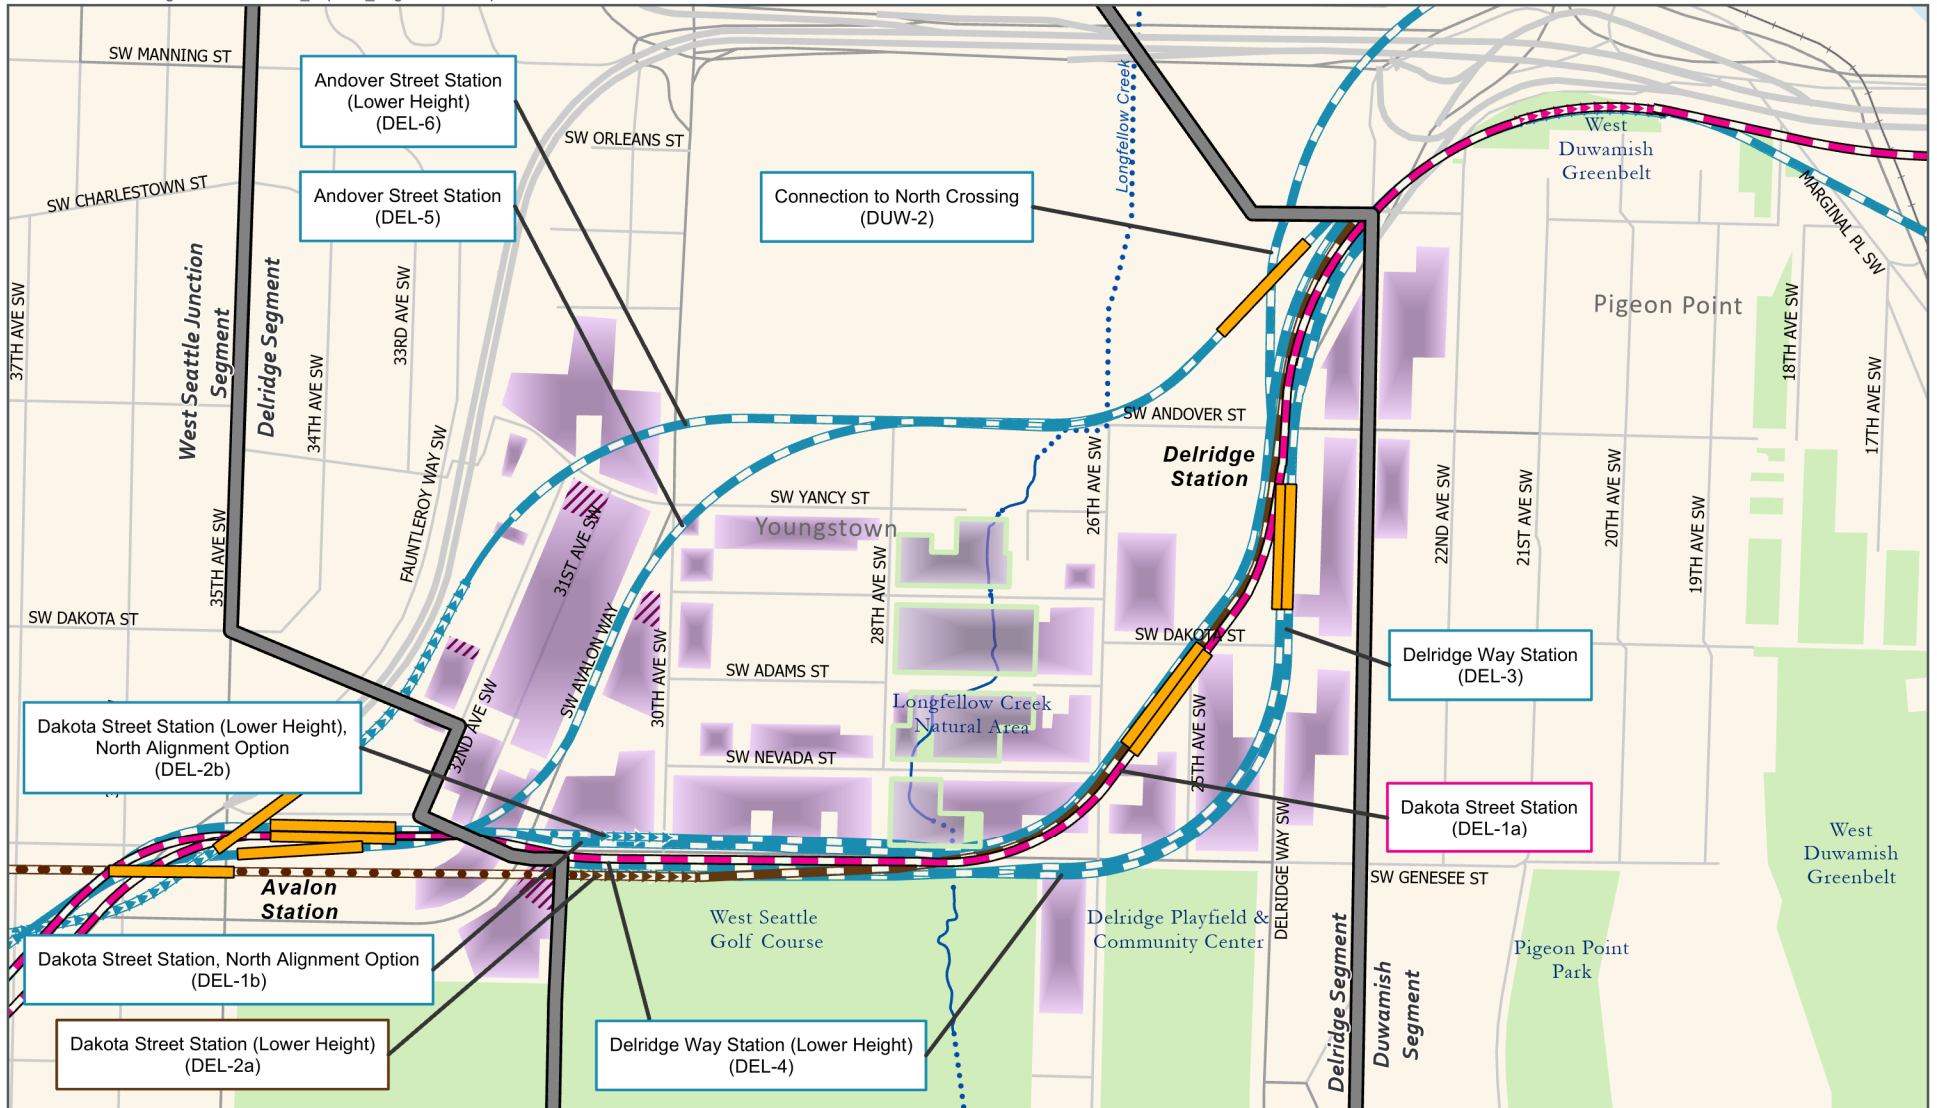 SW MANNING ST
Andover Street Station
(Lower Height)
(DEL-6)
SW ORLEANS ST
Longfellow Creek
West
Duwamish
Greenbelt
SW CHARLESTOWN ST
Andover Street Station
(DEL-5)
Connection to North Crossing
(DUW-2)
MARGINAL PL SW
West Seattle Junction
Segment
Delridge Segment
37TH AVE SW
33RD AVE SW
34TH AVE SW
Pigeon Point
18TH AVE SW
17TH AVE SW
SW ANDOVER ST
Delridge
Station
FAUNTLEROY WAY SW
35TH AVE SW
SW YANCY ST
Youngstown
26TH AVE SW
22ND AVE SW
21ST AVE SW
20TH AVE SW
19TH AVE SW
31ST AVE SW
28TH AVE SW
SW DAKOTA ST
SW AVALON WAY
30TH AVE SW
SW ADAMS ST
SW DAKOTA ST
Delridge Way Station
(DEL-3)
Dakota Street Station (Lower Height),
North Alignment Option
(DEL-2b)
32ND AVE SW
Longfellow Creek
Natural Area
SW NEVADA ST
25TH AVE SW
Dakota Street Station
(DEL-1a)
DELRIDGE WAY SW
West
Duwamish
Greenbelt
SW GENESEE ST
Avalon
Station
West Seattle
Golf Course
Delridge Playfield &
Community Center
Pigeon Point
Park
Dakota Street Station, North Alignment Option
(DEL-1b)
Delridge Segment
Duwamish
Segment
Dakota Street Station (Lower Height)
(DEL-2a)
Delridge Way Station (Lower Height)
(DEL-4)